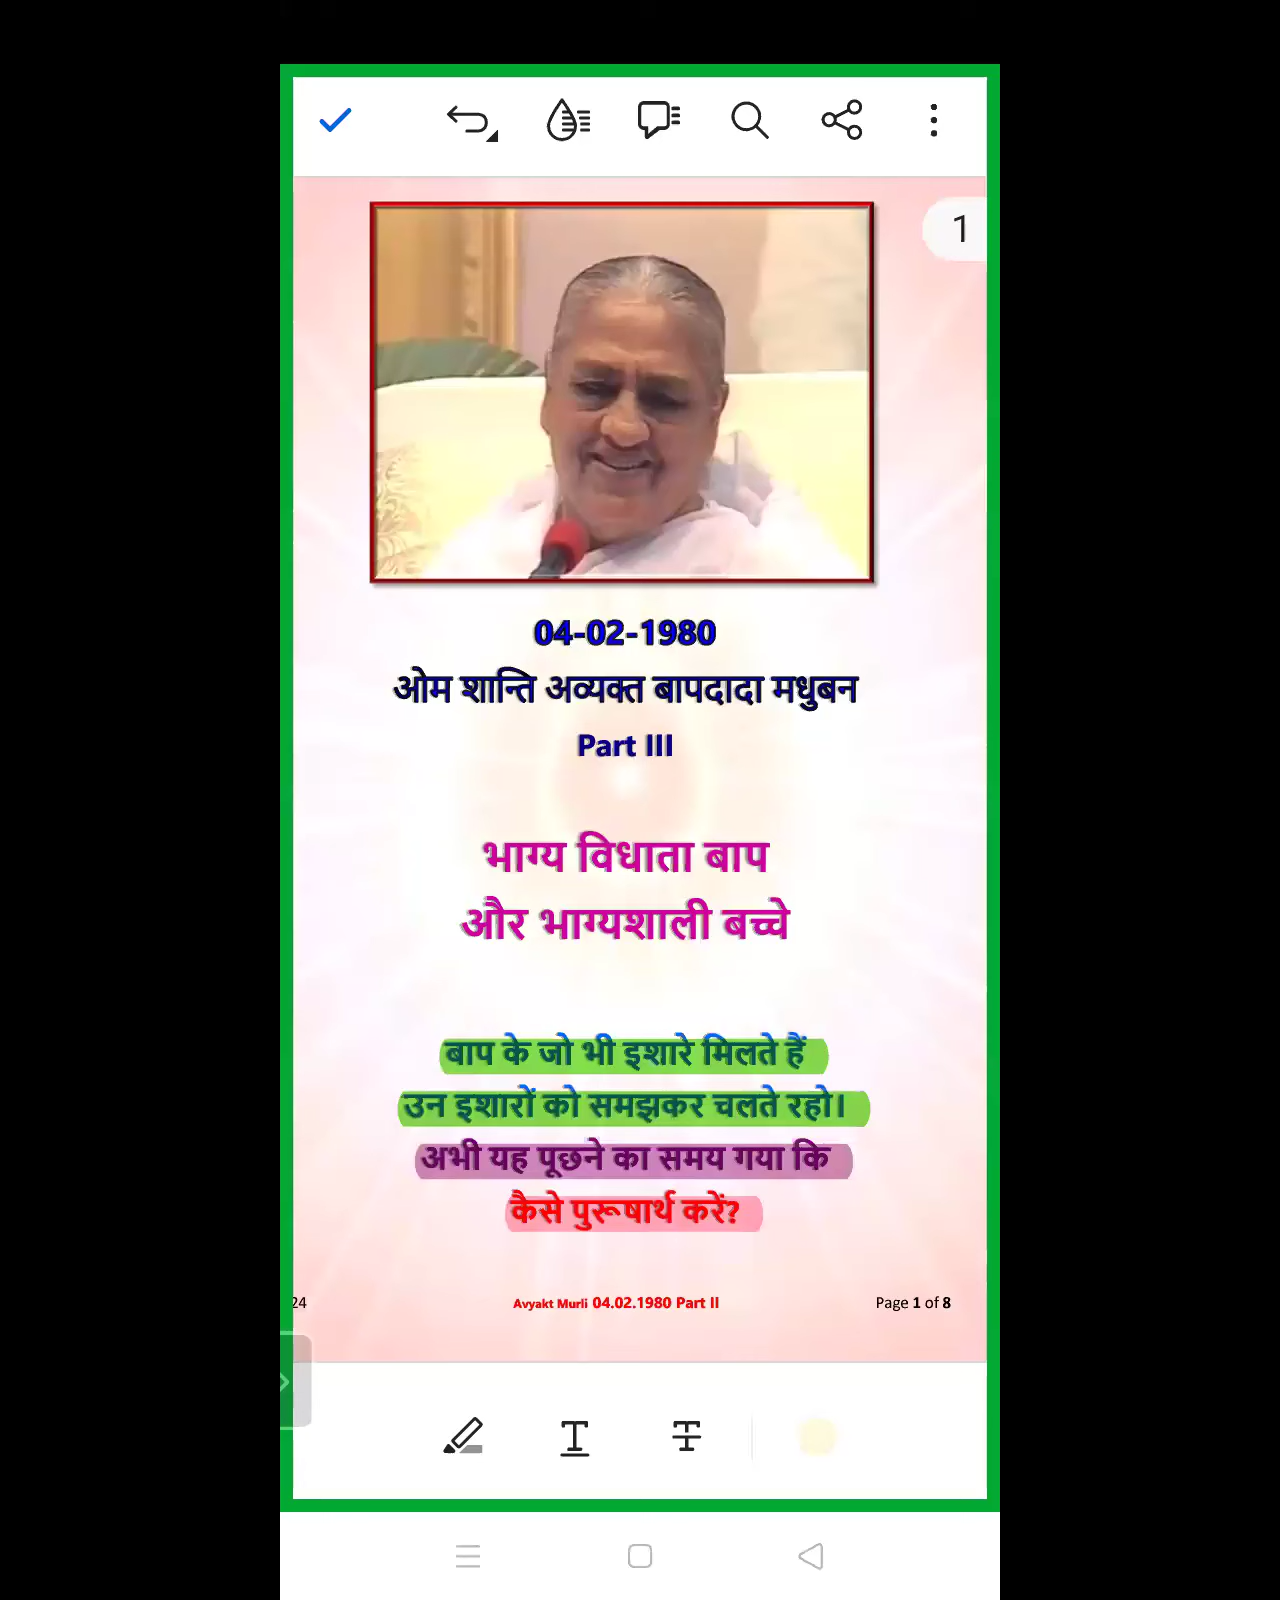 1
04-02-1980
ओम शान्ति अव्यक्त बापदादा मधुबन
Part III
भाग्य विधाता बाप
और भाग्यशाली बच्चे
बाप के जो भी इशारे मिलते हैं
उन इशारों को समझकर चलते रहो।
अभी यह पूछने का समय गया कि
कैसे पुरूषार्थ करें?
24 Avyakt Murli 04.02.1980 Part II Page 1 of 8